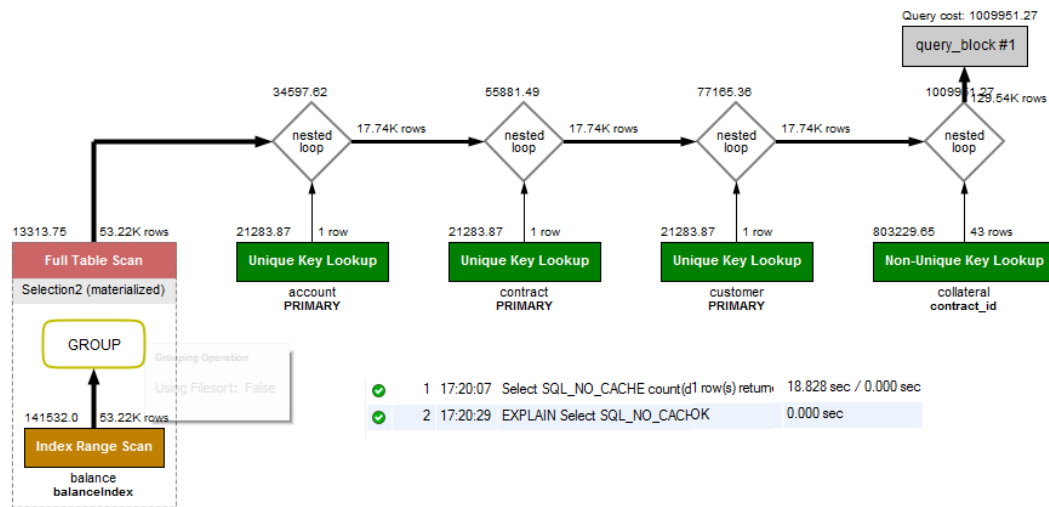 Query cost: 1009951.27
query_block #1
34597.62
55881.49
77165.36
1009951.27
129.54K rows
nested
loop
17.74K rows
nested
loop
17.74K rows
nested
loop
17.74K rows
nested
loop
13313.75
53.22K rows
21283.87
1 row
21283.87
1 row
21283.87
1 row
803229.65
43 rows
Full Table Scan
Unique Key Lookup
Unique Key Lookup
Unique Key Lookup
Non-Unique Key Lookup
Selection2 (materialized)
account
PRIMARY
contract
PRIMARY
customer
PRIMARY
collateral
contract_id
GROUP
Grouping Operation
Using Filesort: False
1 17:20:07 Select SQL_NO_CACHE count(d 1 row(s) returne 18.828 sec / 0.000 sec
2 17:20:29 EXPLAIN Select SQL_NO_CACH OK 0.000 sec
141532.0
53.22K rows
Index Range Scan
balance
balanceIndex